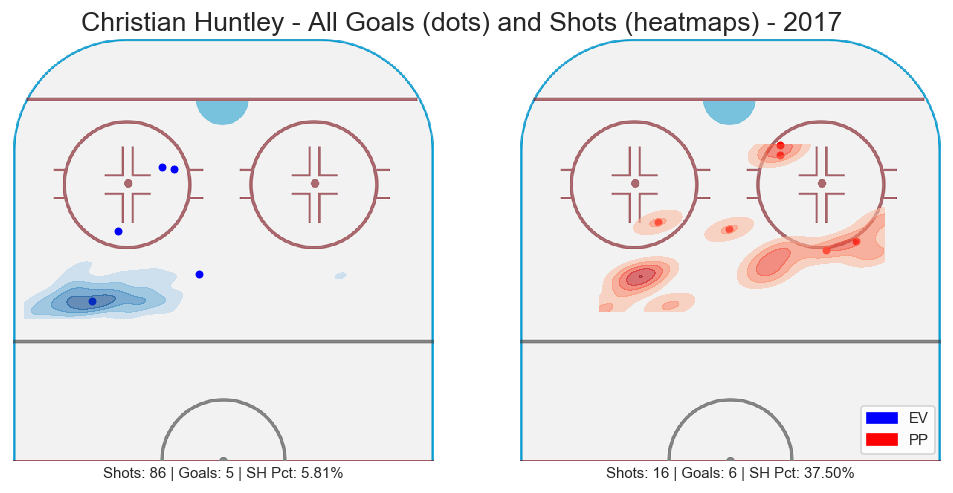 Christian Huntley - All Goals (dots) and Shots (heatmaps) - 2017
EV
PP
Shots: 86 | Goals: 5 | SH Pct: 5.81%
Shots: 16 | Goals: 6 | SH Pct: 37.50%